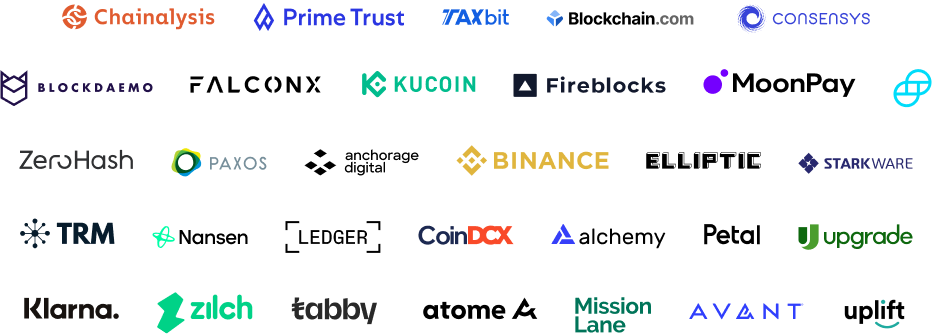 Chainalysis Prime Trust TAXbit Blockchain.com CONSENSYS
BLOCKDAEMO FALCONX KUCOIN Fireblocks MoonPay
ZeroHash PAXOS anchorage digital BINANCE ELLIPTIC STARKWARE
TRM Nansen LEDGER CoinDCX alchemy Petal upgrade
Klarna. zilch tabby atome Mission Lane AVANT uplift